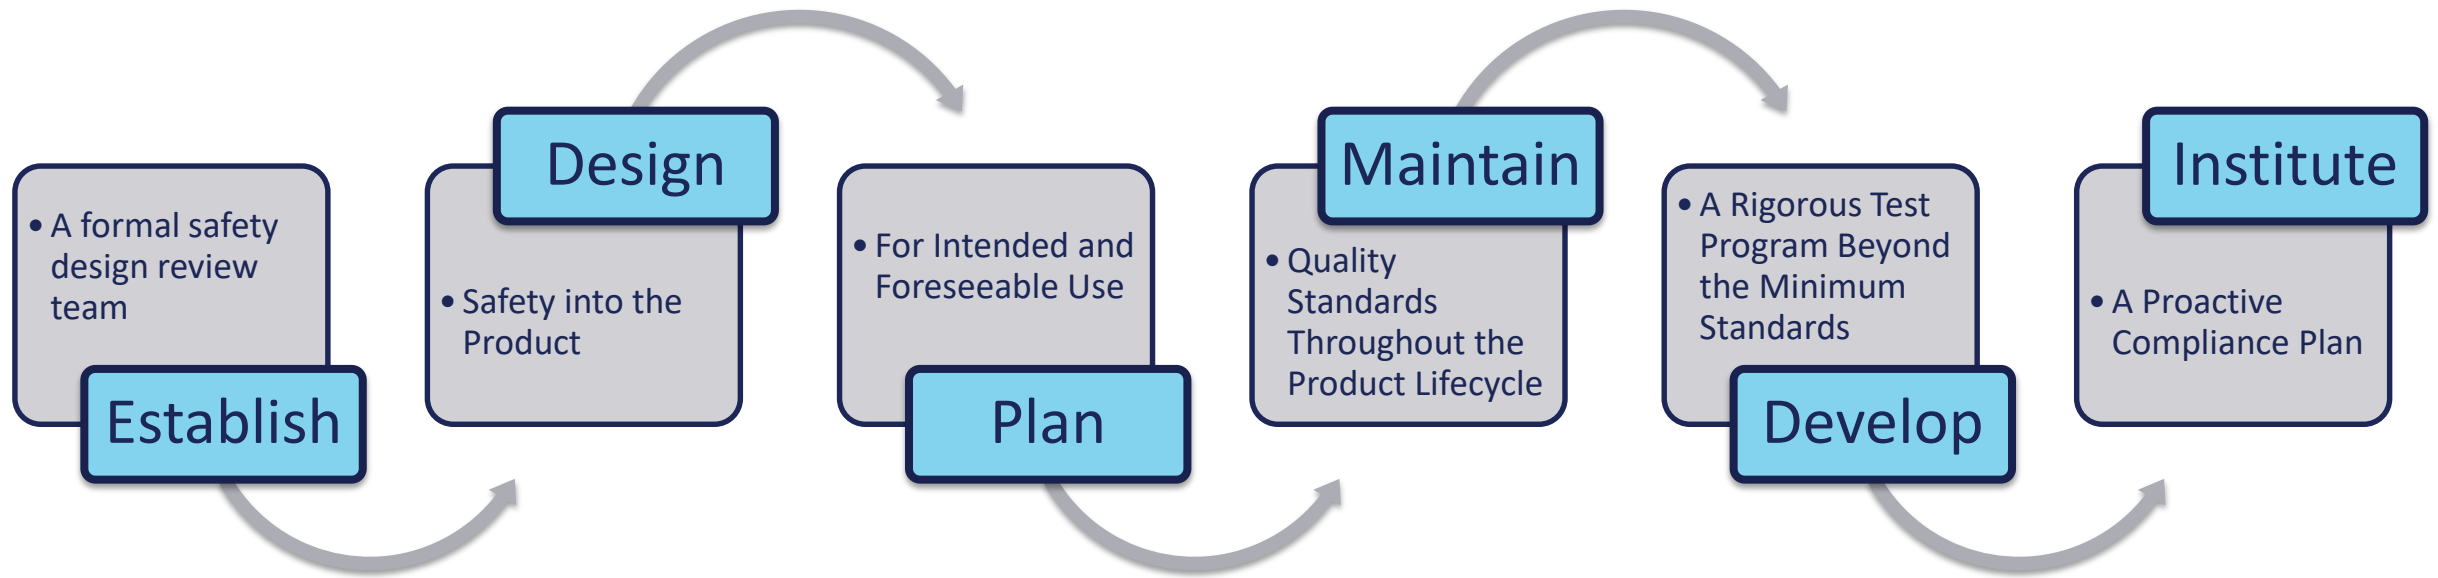 • A formal safety
design review
team
Establish
Design
• Safety into the
Product
• For Intended and
Foreseeable Use
Plan
Maintain
• Quality
Standards
Throughout the
Product Lifecycle
• A Rigorous Test
Program Beyond
the Minimum
Standards
Develop
Institute
• A Proactive
Compliance Plan